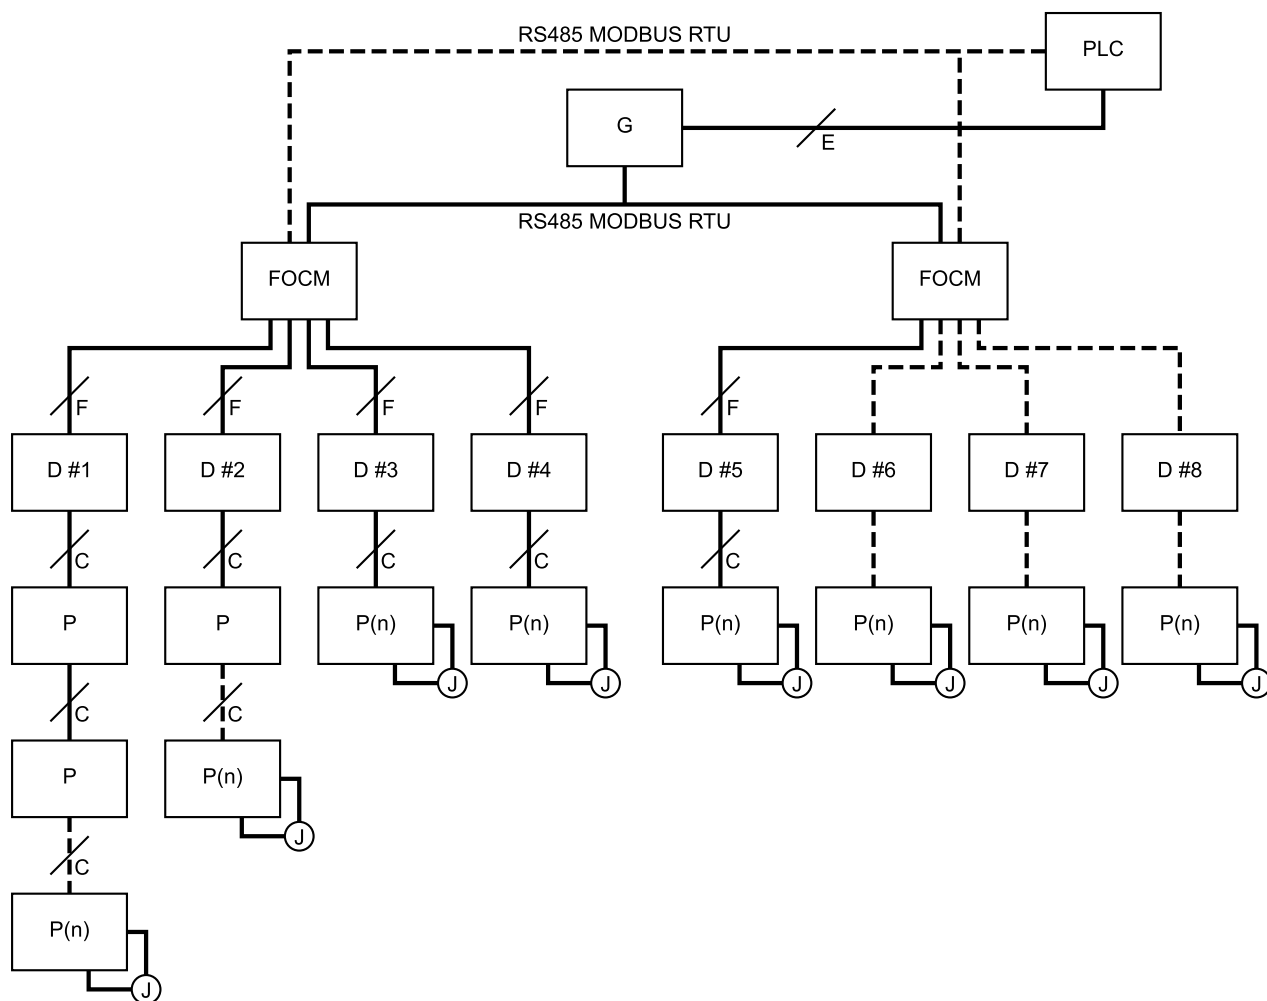 RS485 MODBUS RTU
PLC
G
E
RS485 MODBUS RTU
FOCM
FOCM
F
F
F
F
F
D #1
D #2
D #3
D #4
D #5
D #6
D #7
D #8
C
C
C
C
C
P
P
P(n)
P(n)
P(n)
P(n)
P(n)
P(n)
J
J
J
J
J
J
C
C
P
P(n)
J
C
P(n)
J